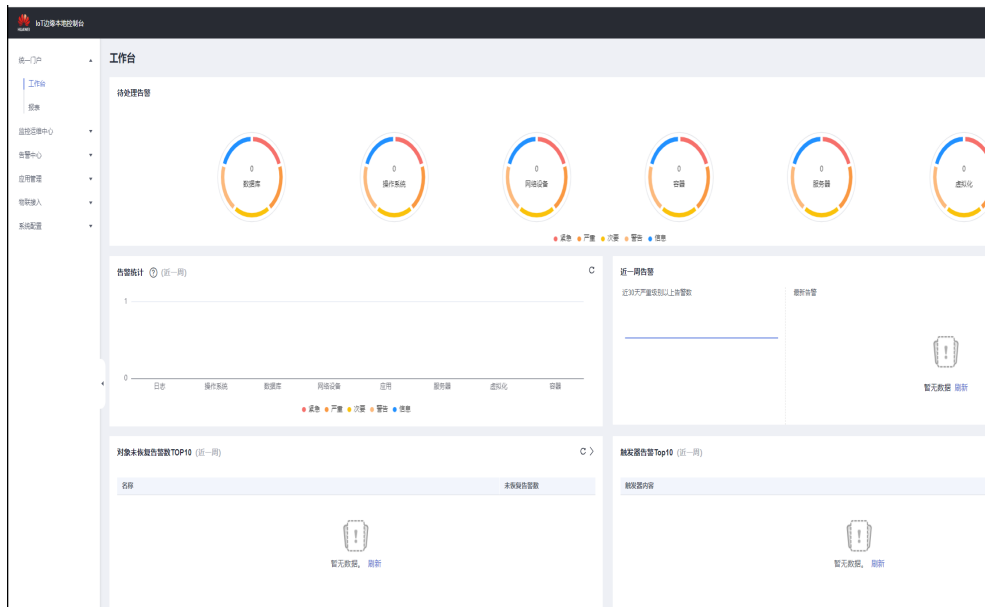 HUAWEI IoT边缘本地控制台
统一门户
工作台
报表
监控运维中心
告警中心
应用管理
物联接入
系统配置
工作台
待处理告警
0 0 0 0 0 0
数据库 操作系统 网络设备 容器 服务器 虚拟化
紧急 严重 次要 警告 信息
告警统计 ? (近一周)
1
0
日志 操作系统 数据库 网络设备 应用 服务器 虚拟化 容器
紧急 严重 次要 警告 信息
近一周告警
近30天严重级别以上告警数
最新告警
暂无数据 刷新
对象未恢复告警数TOP10 (近一周)
名称 未恢复告警数
暂无数据。 刷新
触发器告警Top10 (近一周)
触发器内容
暂无数据。 刷新